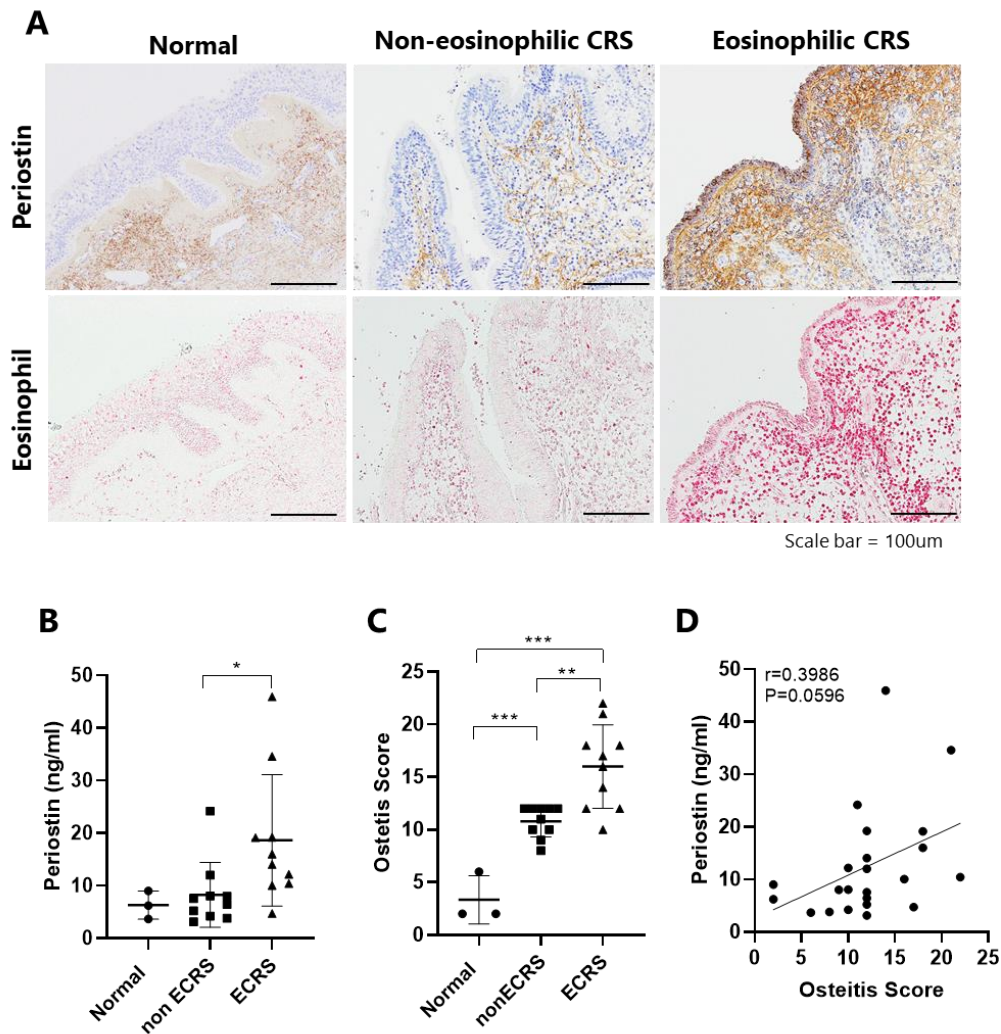 A
Normal
Non-eosinophilic CRS
Eosinophilic CRS
Periostin
Eosinophil
Scale bar = 100um
B
Periostin (ng/ml)
50
40
30
20
10
0
*
Normal
non ECRS
ECRS
C
Ostetis Score
25
20
15
10
5
0
***
**
***
Normal
nonECRS
ECRS
D
r=0.3986
P=0.0596
Periostin (ng/ml)
50
40
30
20
10
0
0 5 10 15 20 25
Osteitis Score